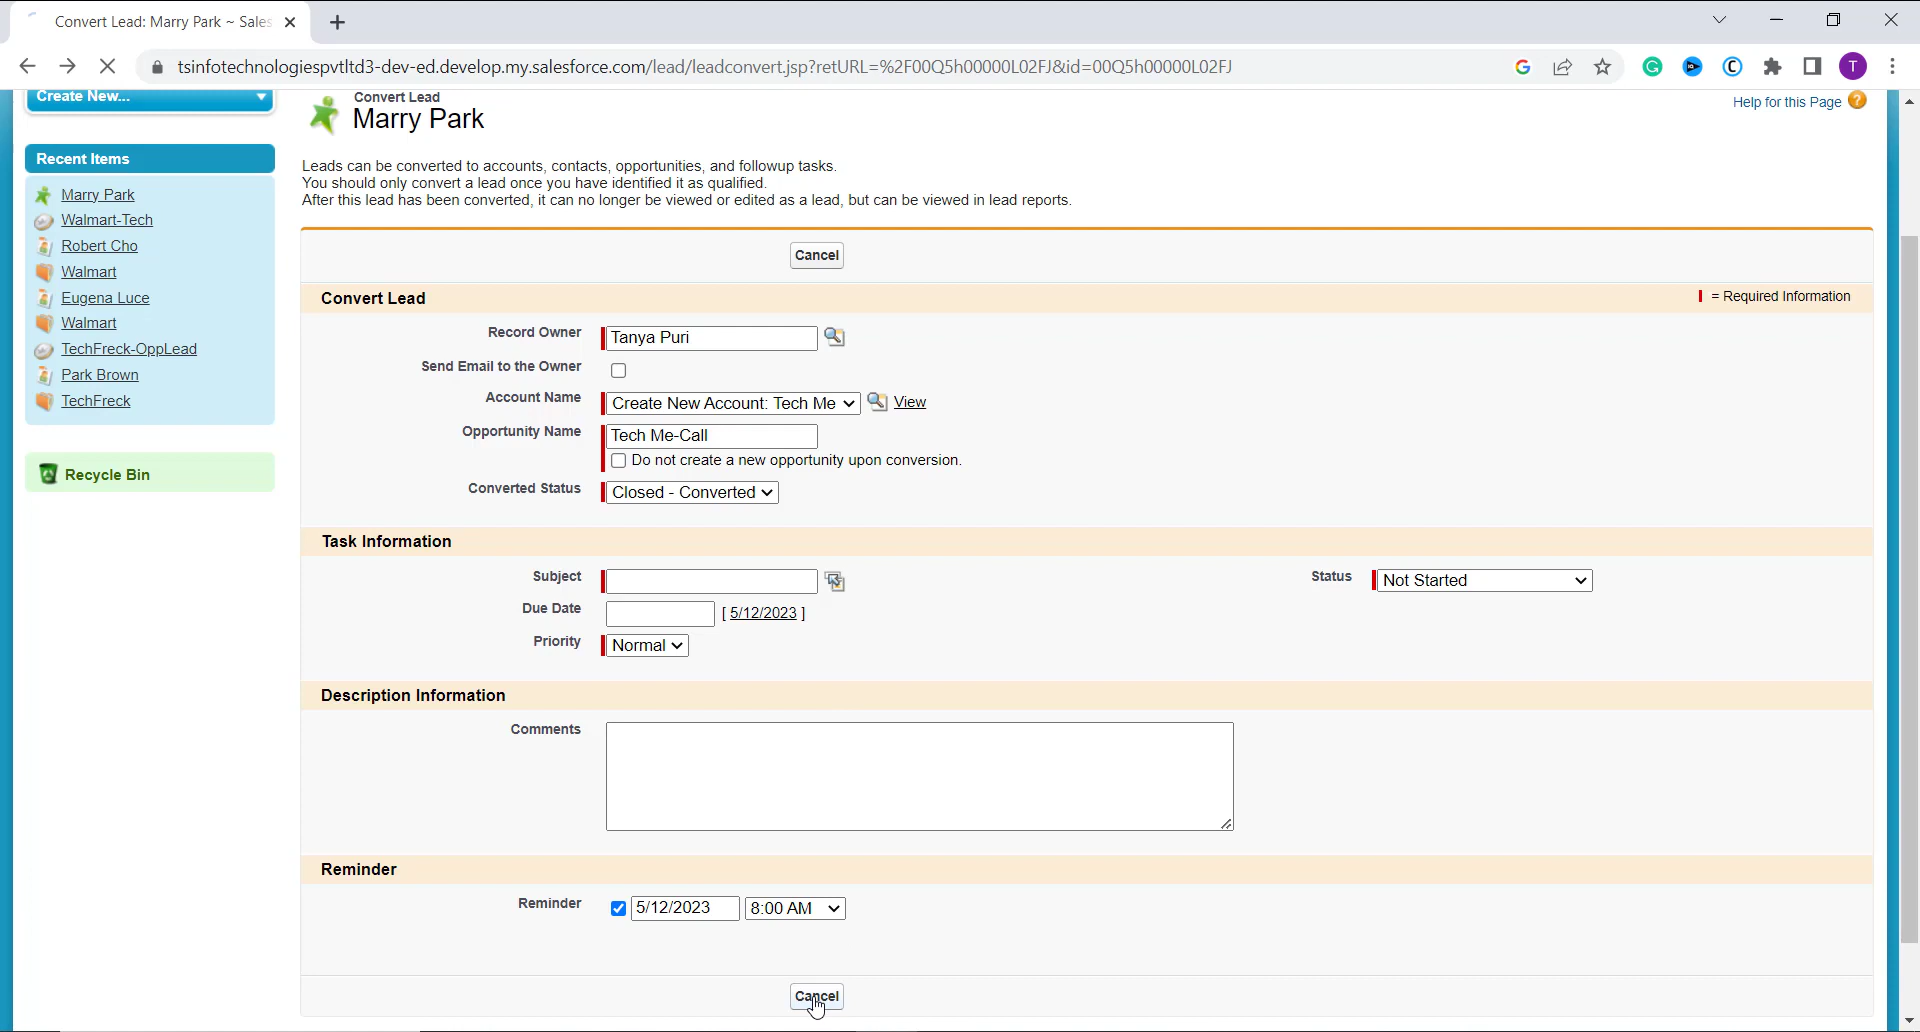 Convert Lead: Marry Park ~ Sales
tsinfotechnologiespvtltd3-dev-ed.develop.my.salesforce.com/lead/leadconvert.jsp?retURL=%2F00Q5h00000L02FJ&id=00Q5h00000L02FJ
T
Create New...
Convert Lead
Marry Park
Help for this Page ?
Recent Items
Marry Park
Walmart-Tech
Robert Cho
Walmart
Eugena Luce
Walmart
TechFreck-OppLead
Park Brown
TechFreck
Recycle Bin
Leads can be converted to accounts, contacts, opportunities, and followup tasks.
You should only convert a lead once you have identified it as qualified.
After this lead has been converted, it can no longer be viewed or edited as a lead, but can be viewed in lead reports.
Cancel
Convert Lead
= Required Information
Record Owner Tanya Puri
Send Email to the Owner
Account Name Create New Account: Tech Me View
Opportunity Name Tech Me-Call
Do not create a new opportunity upon conversion.
Converted Status Closed - Converted
Task Information
Subject
Status Not Started
Due Date [ 5/12/2023 ]
Priority Normal
Description Information
Comments
Reminder
Reminder 5/12/2023 8:00 AM
Cancel